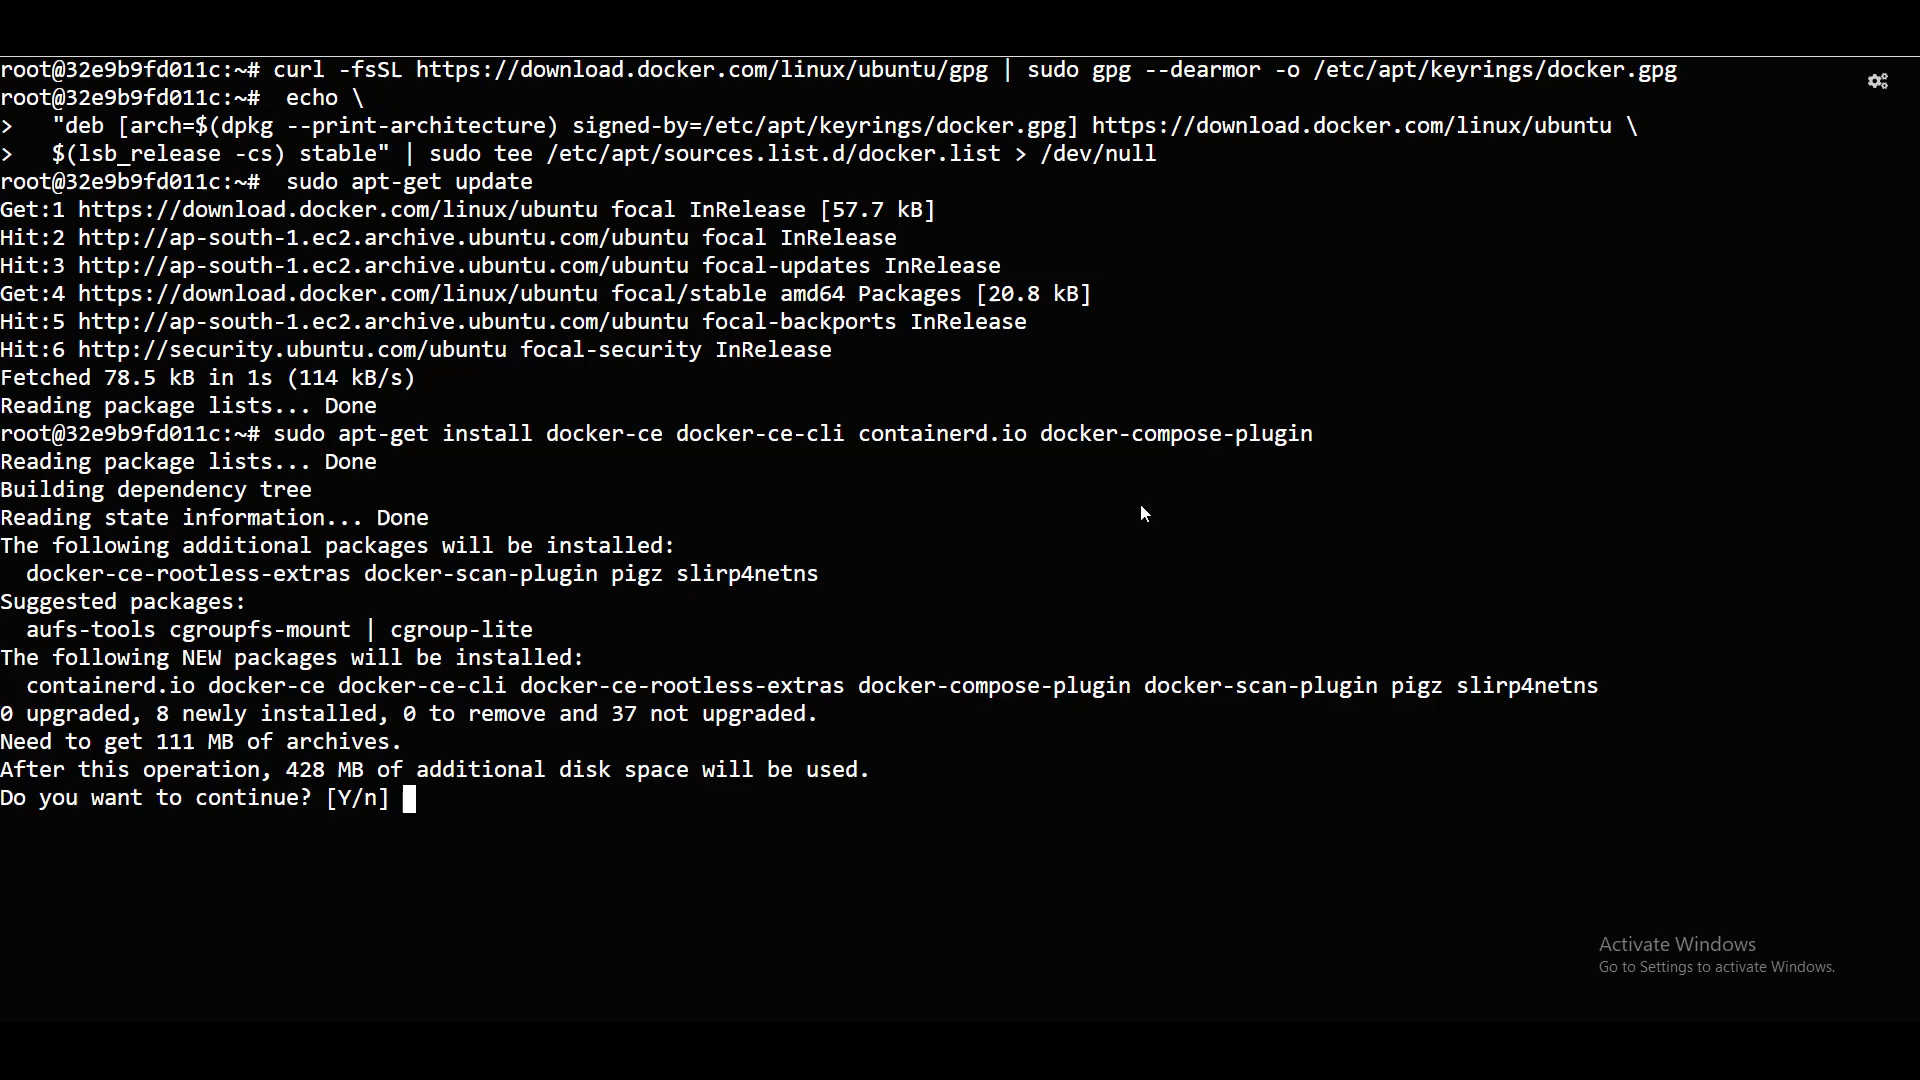 root@32e9b9fd011c:~# curl -fsSL https://download.docker.com/linux/ubuntu/gpg | sudo gpg --dearmor -o /etc/apt/keyrings/docker.gpg
root@32e9b9fd011c:~#  echo \
>   "deb [arch=$(dpkg --print-architecture) signed-by=/etc/apt/keyrings/docker.gpg] https://download.docker.com/linux/ubuntu \
>   $(lsb_release -cs) stable" | sudo tee /etc/apt/sources.list.d/docker.list > /dev/null
root@32e9b9fd011c:~#  sudo apt-get update
Get:1 https://download.docker.com/linux/ubuntu focal InRelease [57.7 kB]
Hit:2 http://ap-south-1.ec2.archive.ubuntu.com/ubuntu focal InRelease
Hit:3 http://ap-south-1.ec2.archive.ubuntu.com/ubuntu focal-updates InRelease
Get:4 https://download.docker.com/linux/ubuntu focal/stable amd64 Packages [20.8 kB]
Hit:5 http://ap-south-1.ec2.archive.ubuntu.com/ubuntu focal-backports InRelease
Hit:6 http://security.ubuntu.com/ubuntu focal-security InRelease
Fetched 78.5 kB in 1s (114 kB/s)
Reading package lists... Done
root@32e9b9fd011c:~# sudo apt-get install docker-ce docker-ce-cli containerd.io docker-compose-plugin
Reading package lists... Done
Building dependency tree
Reading state information... Done
The following additional packages will be installed:
  docker-ce-rootless-extras docker-scan-plugin pigz slirp4netns
Suggested packages:
  aufs-tools cgroupfs-mount | cgroup-lite
The following NEW packages will be installed:
  containerd.io docker-ce docker-ce-cli docker-ce-rootless-extras docker-compose-plugin docker-scan-plugin pigz slirp4netns
0 upgraded, 8 newly installed, 0 to remove and 37 not upgraded.
Need to get 111 MB of archives.
After this operation, 428 MB of additional disk space will be used.
Do you want to continue? [Y/n]
Activate Windows
Go to Settings to activate Windows.